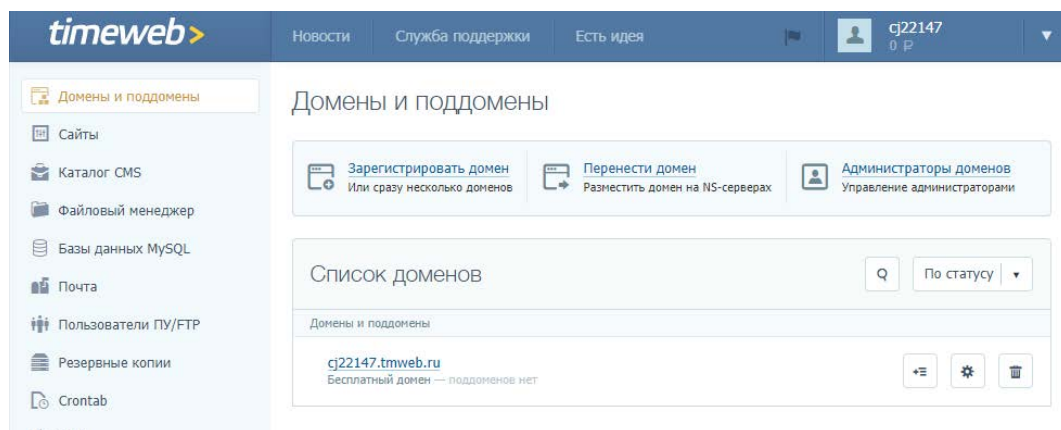 timeweb>
Новости Служба поддержки Есть идея
cj22147
0 ₽
Домены и поддомены
Сайты
Каталог CMS
Файловый менеджер
Базы данных MySQL
Почта
Пользователи ПУ/FTP
Резервные копии
Crontab
Домены и поддомены
Зарегистрировать домен
Или сразу несколько доменов
Перенести домен
Разместить домен на NS-серверах
Администраторы доменов
Управление администраторами
Список доменов
По статусу
Домены и поддомены
cj22147.tmweb.ru
Бесплатный домен — поддоменов нет